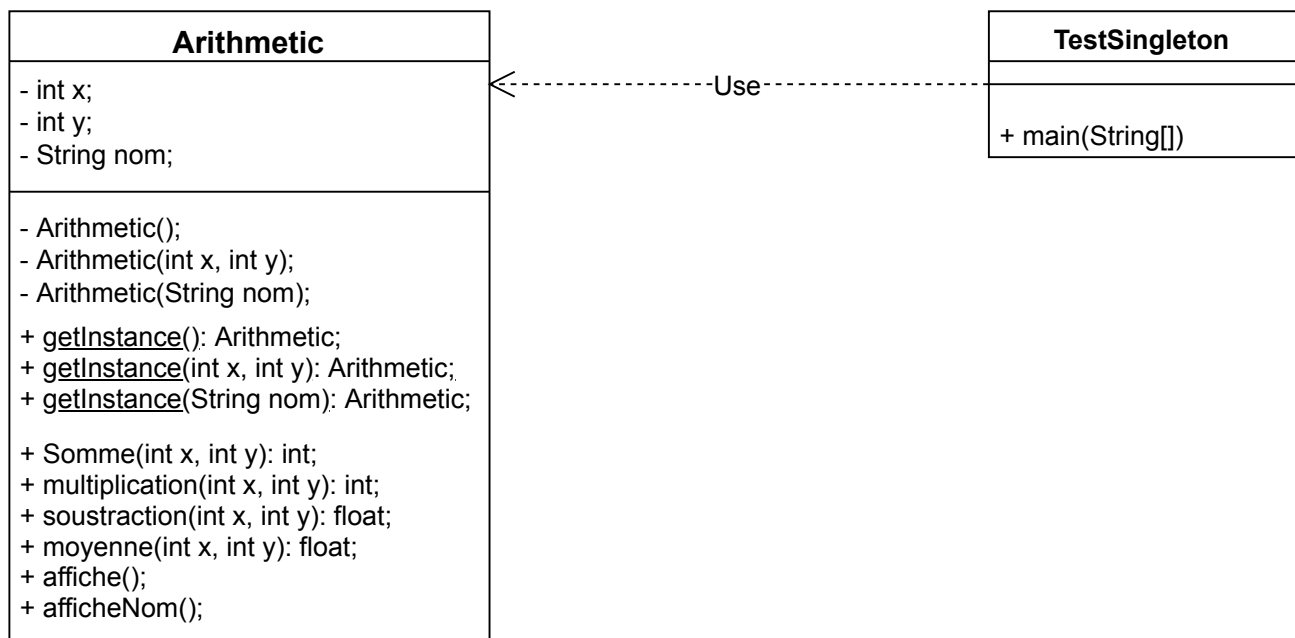 Arithmetic
- int x;
- int y;
- String nom;
- Arithmetic();
- Arithmetic(int x, int y);
- Arithmetic(String nom);
+ getInstance(): Arithmetic;
+ getInstance(int x, int y): Arithmetic;
+ getInstance(String nom): Arithmetic;
+ Somme(int x, int y): int;
+ multiplication(int x, int y): int;
+ soustraction(int x, int y): float;
+ moyenne(int x, int y): float;
+ affiche();
+ afficheNom();
Use
TestSingleton
+ main(String[])